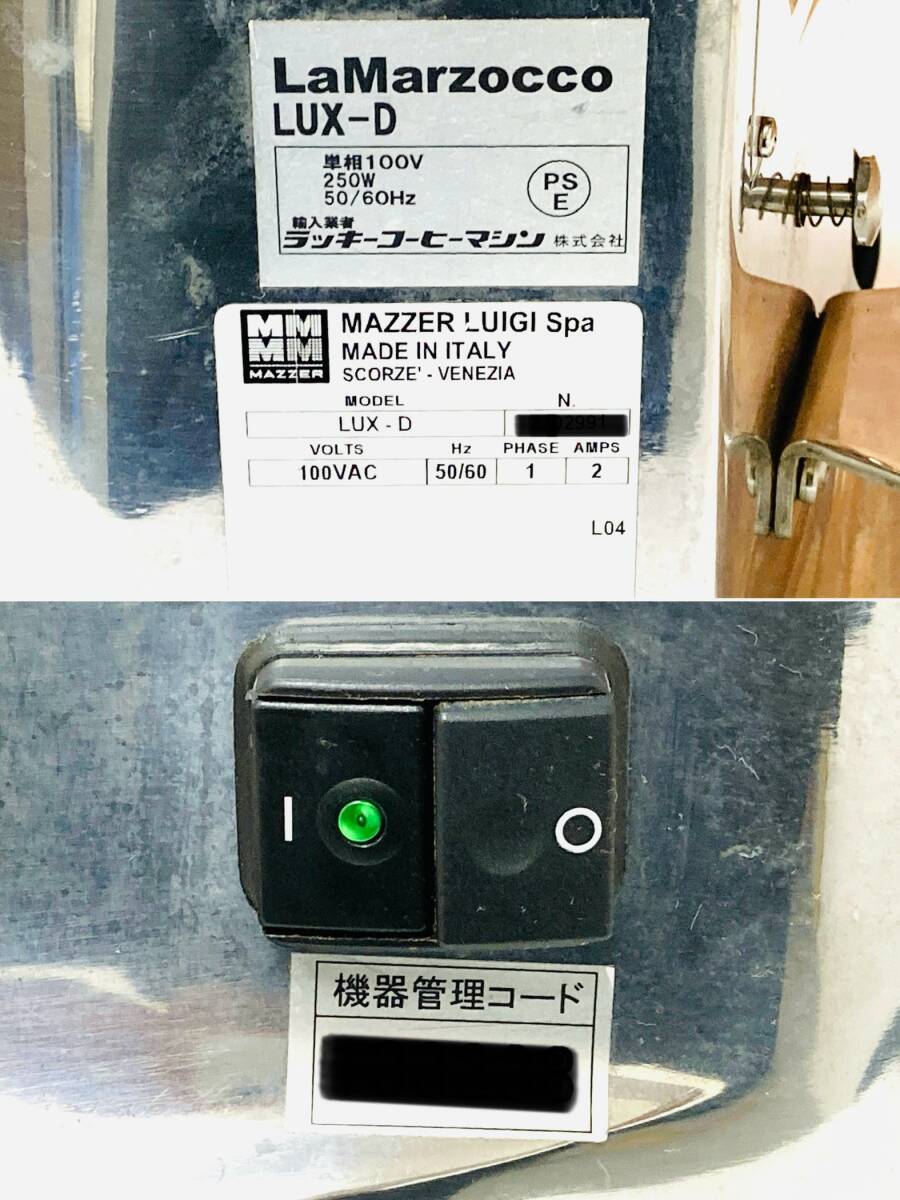 LaMarzocco
LUX-D
単相100V
250W
50/60Hz
PS
E
輸入業者
ラッキーコーヒーマシン 株式会社
MAZZER
MAZZER LUIGI Spa
MADE IN ITALY
SCORZE' - VENEZIA
MODEL N.
LUX - D
VOLTS Hz PHASE AMPS
100VAC 50/60 1 2
L04
I O
機器管理コード